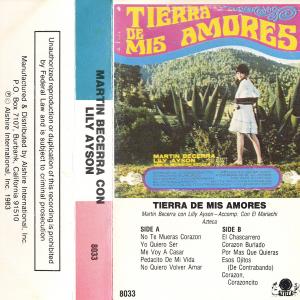 Unauthorized reproduction or duplication of this recording is prohibited
by Federal Law and is subject to criminal prosecution
Manufactured & Distributed by Alshire International, Inc.
P.O. Box 7107, Burbank, California 91510
℗© Alshire International, Inc. 1983
MARTIN BECERRA CON
LILY AYSON
8033
TIERRA
DE MIS AMORES
MARTIN BECERRA
LILY AYSON
TIERRA DE MIS AMORES
Martin Becerra con Lilly Ayson - Accomp. Con El Mariachi
Azteca
SIDE A
No Te Mueras Corazon
Yo Quiero Ser
Me Voy A Casar
Pedacito De Mi Vida
No Quiero Volver Amar
SIDE B
El Chascarrero
Corazon Burlado
Por Mas Que Quieras
Esos Ojitos
(De Contrabando)
Corazon,
Corazoncito
8033
AZTECA